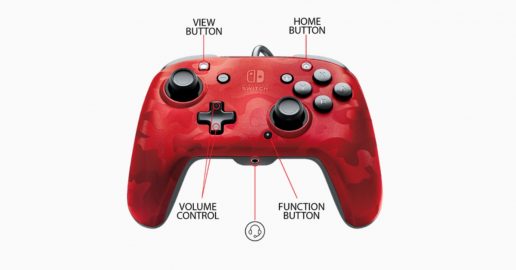 VIEW
BUTTON
HOME
BUTTON
SWITCH
VOLUME
CONTROL
FUNCTION
BUTTON